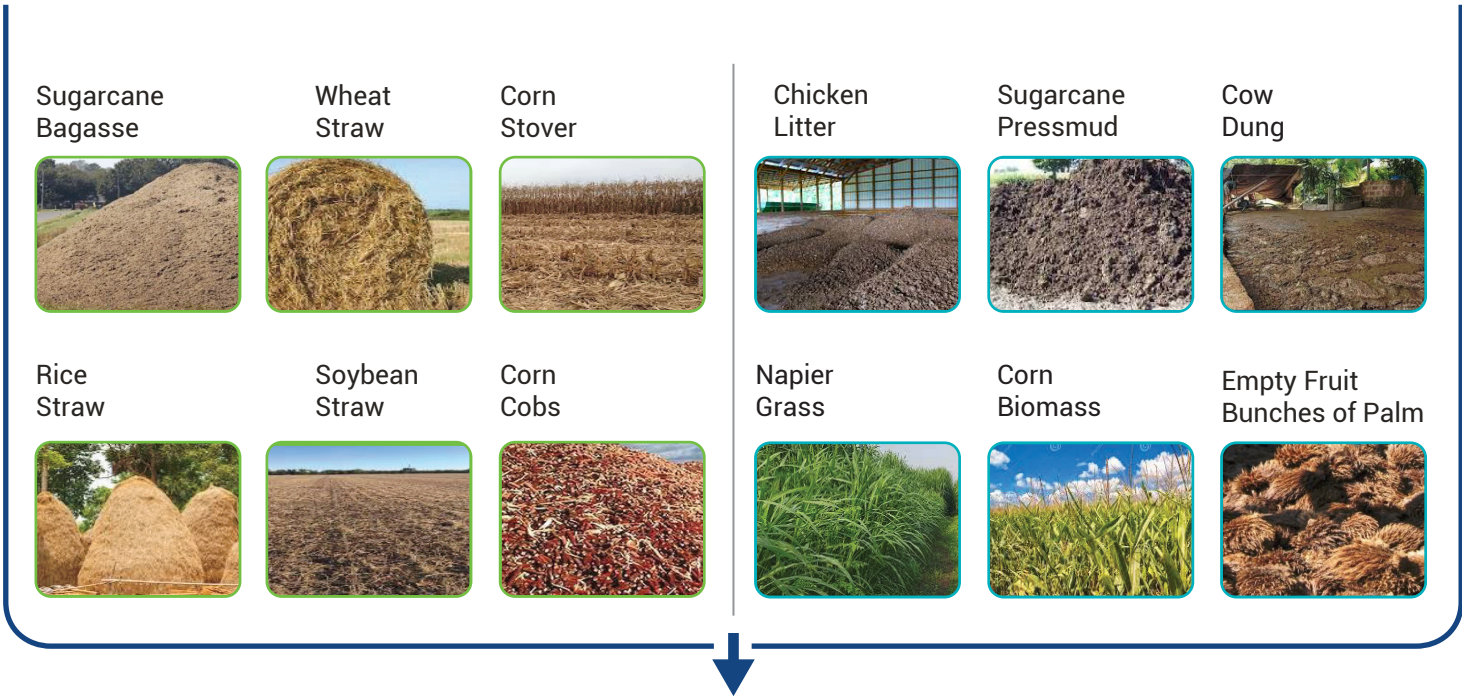 Sugarcane
Bagasse
Wheat
Straw
Corn
Stover
Chicken
Litter
Sugarcane
Pressmud
Cow
Dung
Rice
Straw
Soybean
Straw
Corn
Cobs
Napier
Grass
Corn
Biomass
Empty Fruit
Bunches of Palm